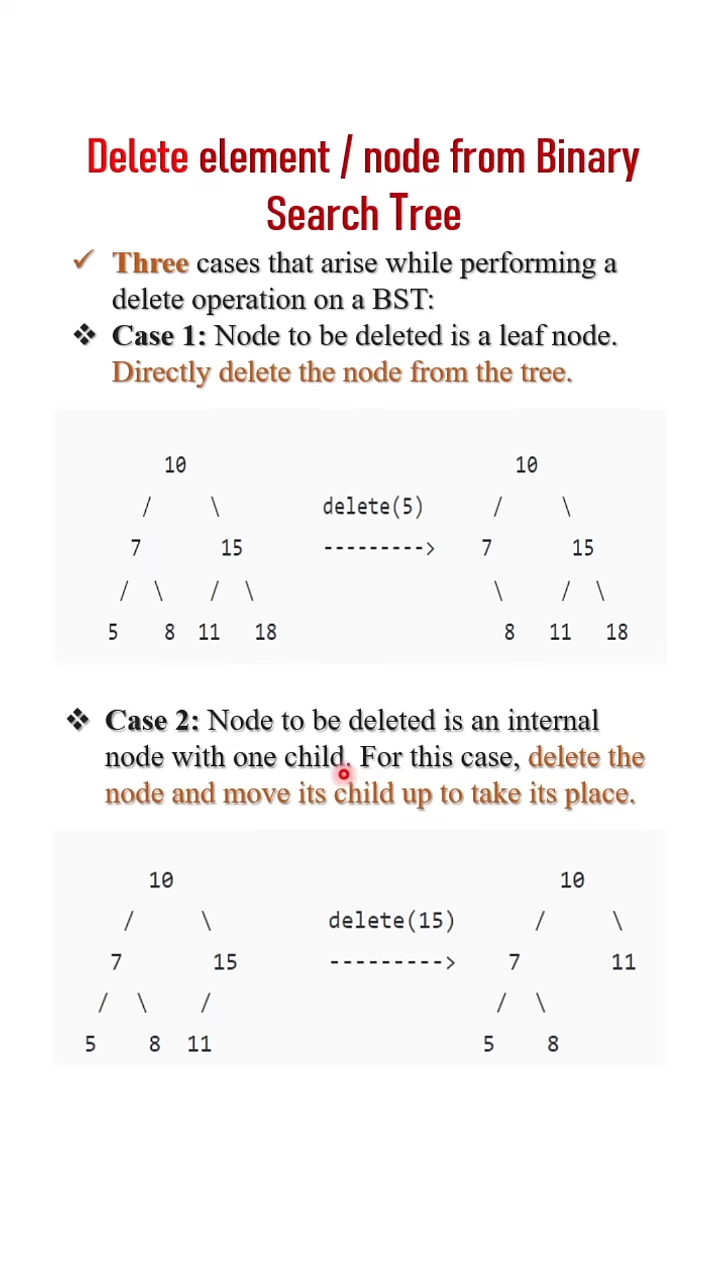 Delete element / node from Binary
Search Tree
✓ Three cases that arise while performing a
delete operation on a BST:
❖ Case 1: Node to be deleted is a leaf node.
Directly delete the node from the tree.
10 10
/ \ delete(5) / \
7 15 ---------> 7 15
/ \ / \ \ / \
5 8 11 18 8 11 18
❖ Case 2: Node to be deleted is an internal
node with one child. For this case, delete the
node and move its child up to take its place.
10 10
/ \ delete(15) / \
7 15 ---------> 7 11
/ \ / / \
5 8 11 5 8